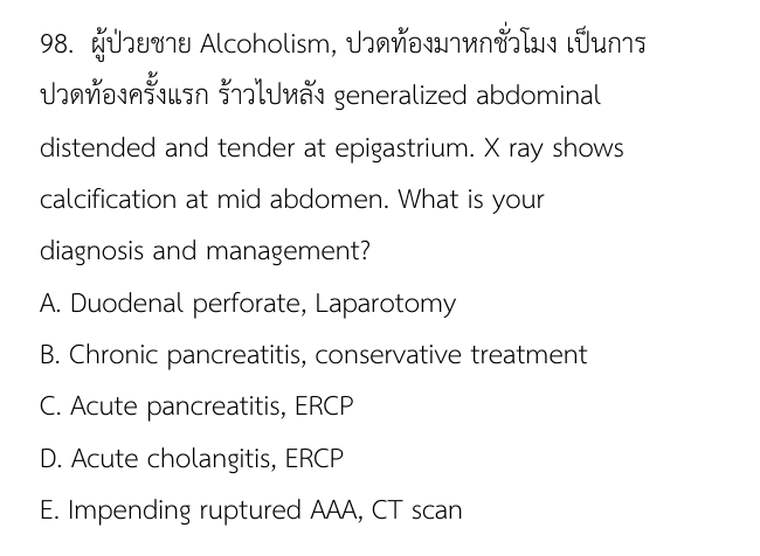 98. ผู้ป่วยชาย Alcoholism, ปวดท้องมาหกชั่วโมง เป็นการ
ปวดท้องครั้งแรก ร้าวไปหลัง generalized abdominal
distended and tender at epigastrium. X ray shows
calcification at mid abdomen. What is your
diagnosis and management?
A. Duodenal perforate, Laparotomy
B. Chronic pancreatitis, conservative treatment
C. Acute pancreatitis, ERCP
D. Acute cholangitis, ERCP
E. Impending ruptured AAA, CT scan